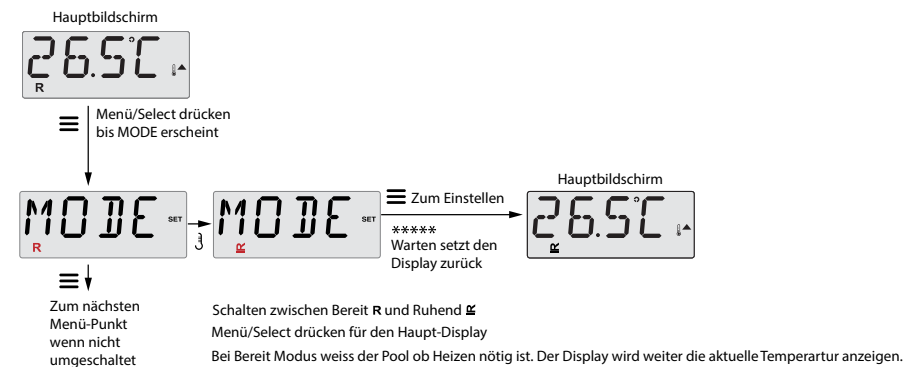 Hauptbildschirm
26.5°C
R
Menü/Select drücken
bis MODE erscheint
MODE SET
R
MODE SET
R
Zum Einstellen
*****
Warten setzt den
Display zurück
Hauptbildschirm
26.5°C
R
Zum nächsten
Menü-Punkt
wenn nicht
umgeschaltet
Schalten zwischen Bereit R und Ruhend R
Menü/Select drücken für den Haupt-Display
Bei Bereit Modus weiss der Pool ob Heizen nötig ist. Der Display wird weiter die aktuelle Temperartur anzeigen.